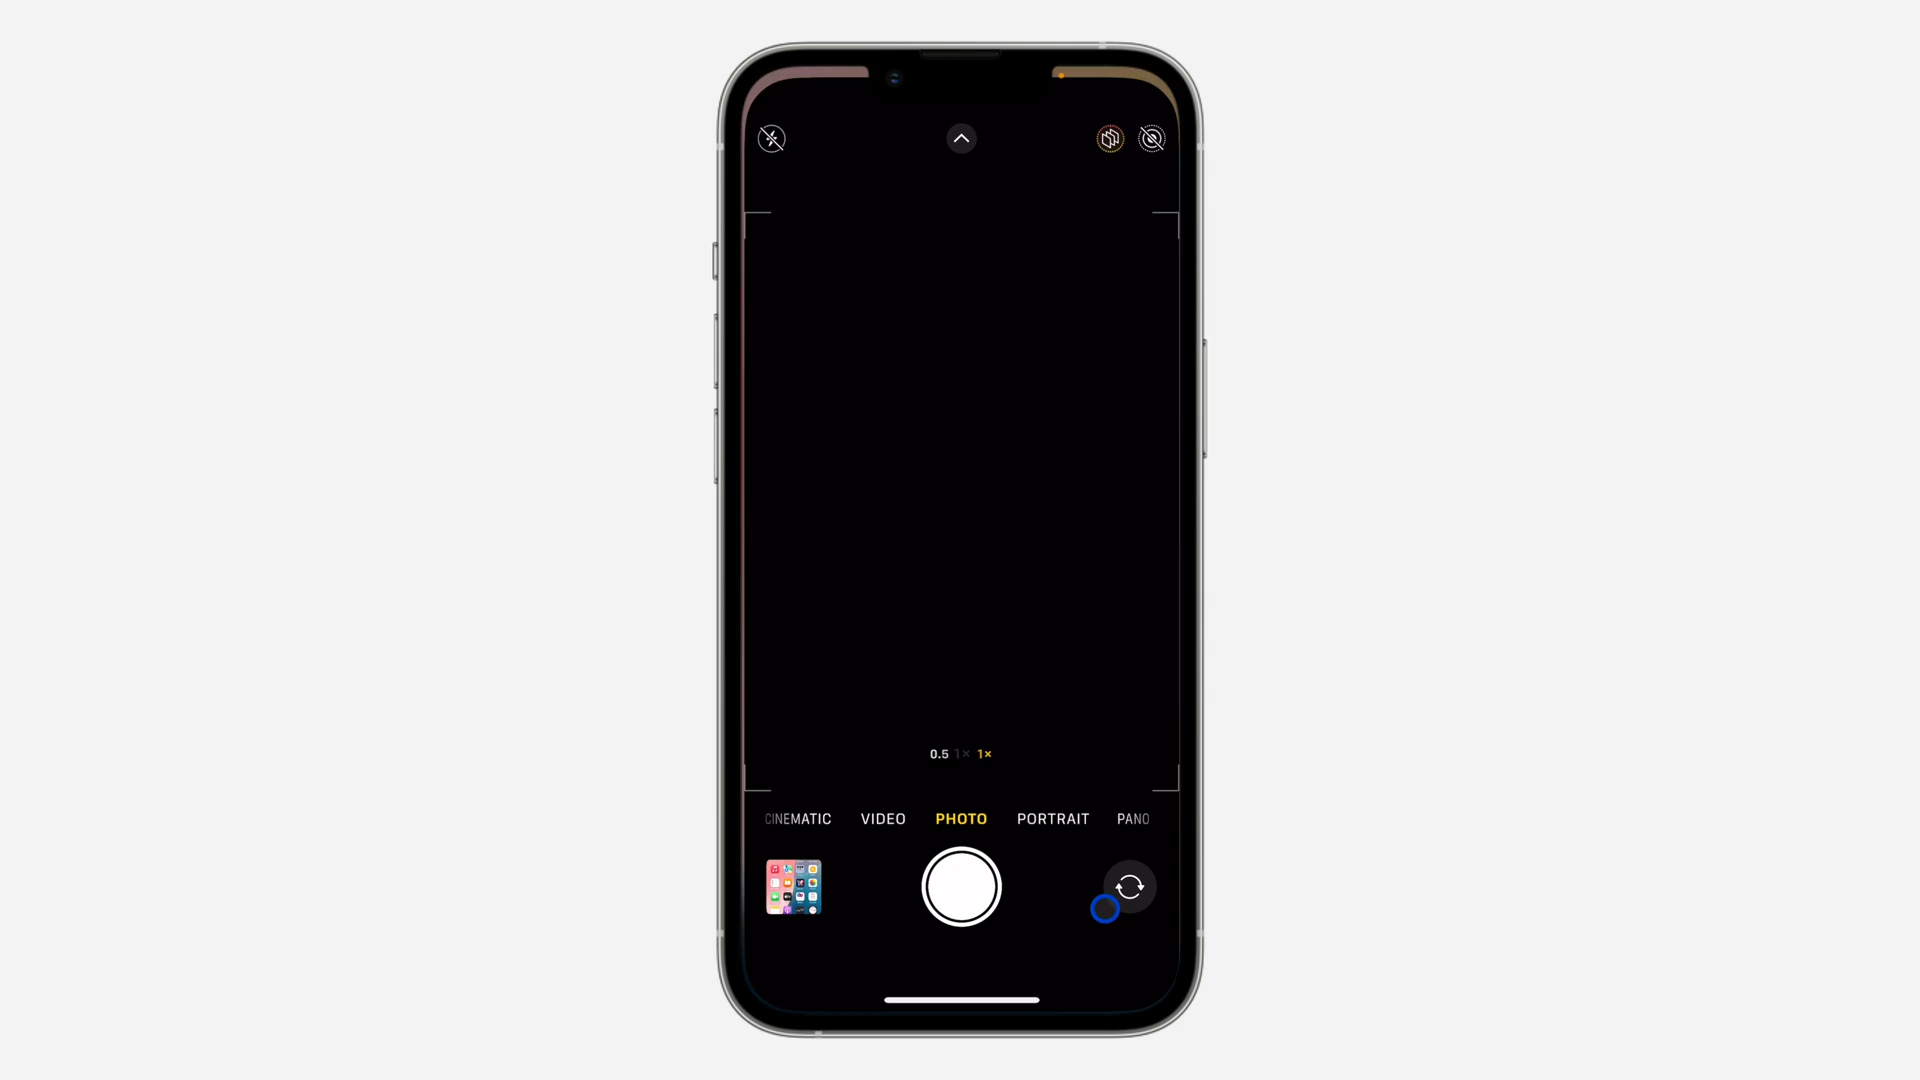 0.5 1× 1×
CINEMATIC VIDEO PHOTO PORTRAIT PANO